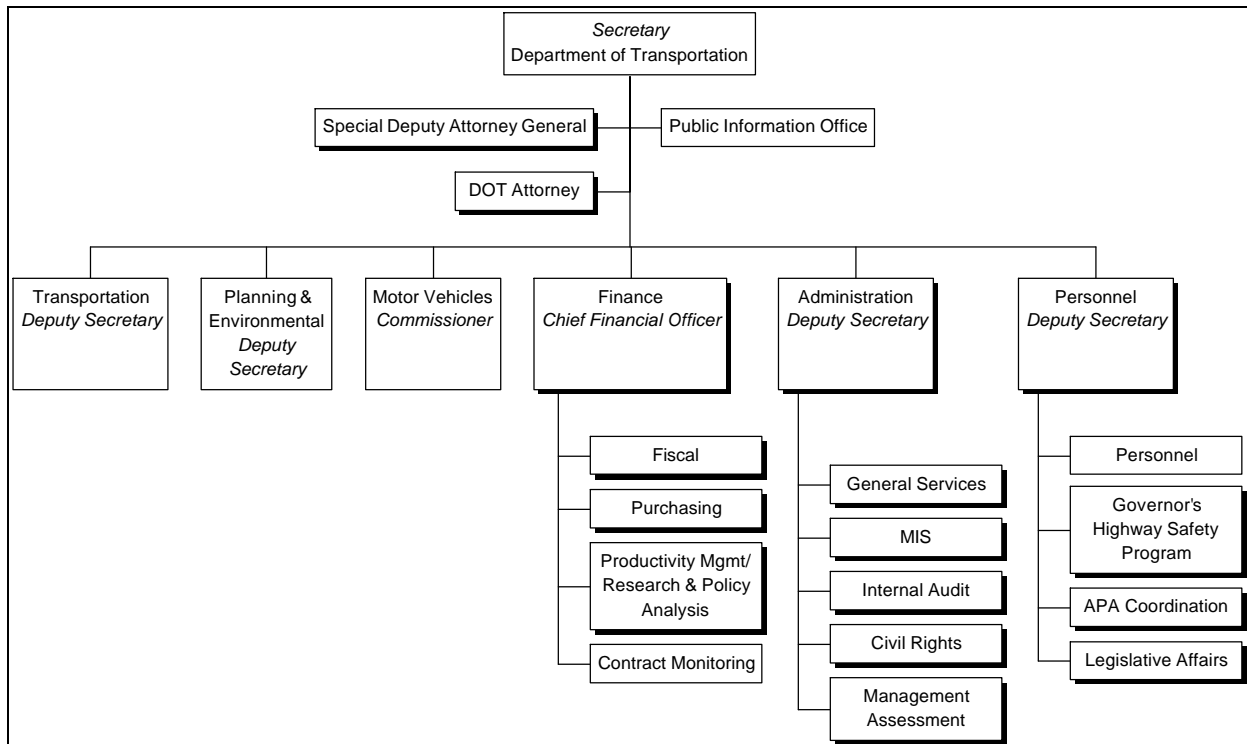 Secretary
Department of Transportation
Special Deputy Attorney General
Public Information Office
DOT Attorney
Transportation
Deputy Secretary
Planning &
Environmental
Deputy
Secretary
Motor Vehicles
Commissioner
Finance
Chief Financial Officer
Administration
Deputy Secretary
Personnel
Deputy Secretary
Fiscal
Purchasing
Productivity Mgmt/
Research & Policy
Analysis
Contract Monitoring
General Services
MIS
Internal Audit
Civil Rights
Management
Assessment
Personnel
Governor's
Highway Safety
Program
APA Coordination
Legislative Affairs